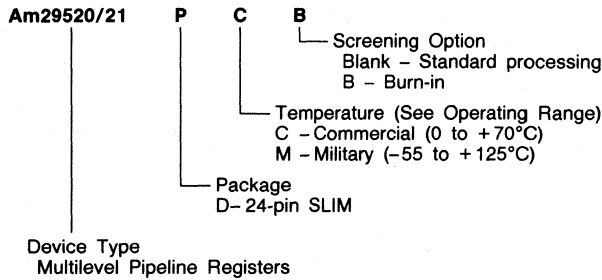 Am29520/21 P C B
Screening Option
Blank – Standard processing
B – Burn-in
Temperature (See Operating Range)
C – Commercial (0 to +70°C)
M – Military (–55 to +125°C)
Package
D– 24-pin SLIM
Device Type
Multilevel Pipeline Registers